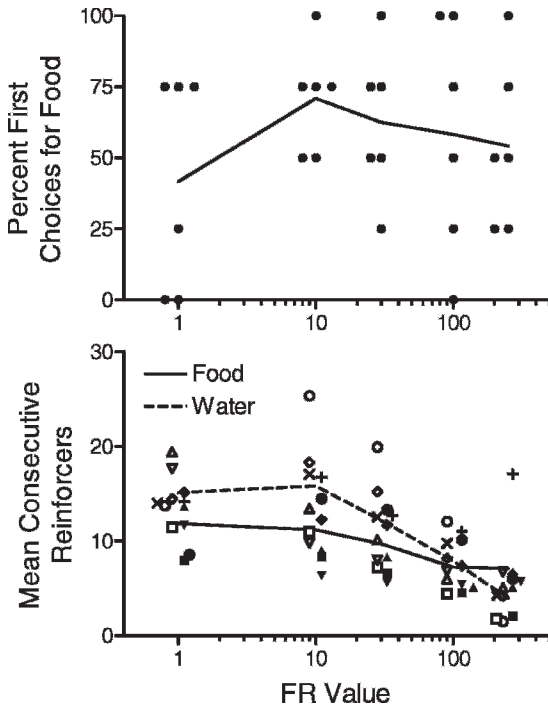 Percent First
Choices for Food
100
75
50
25
0
1
10
100
Mean Consecutive
Reinforcers
30
20
10
0
Food
Water
1
10
100
FR Value